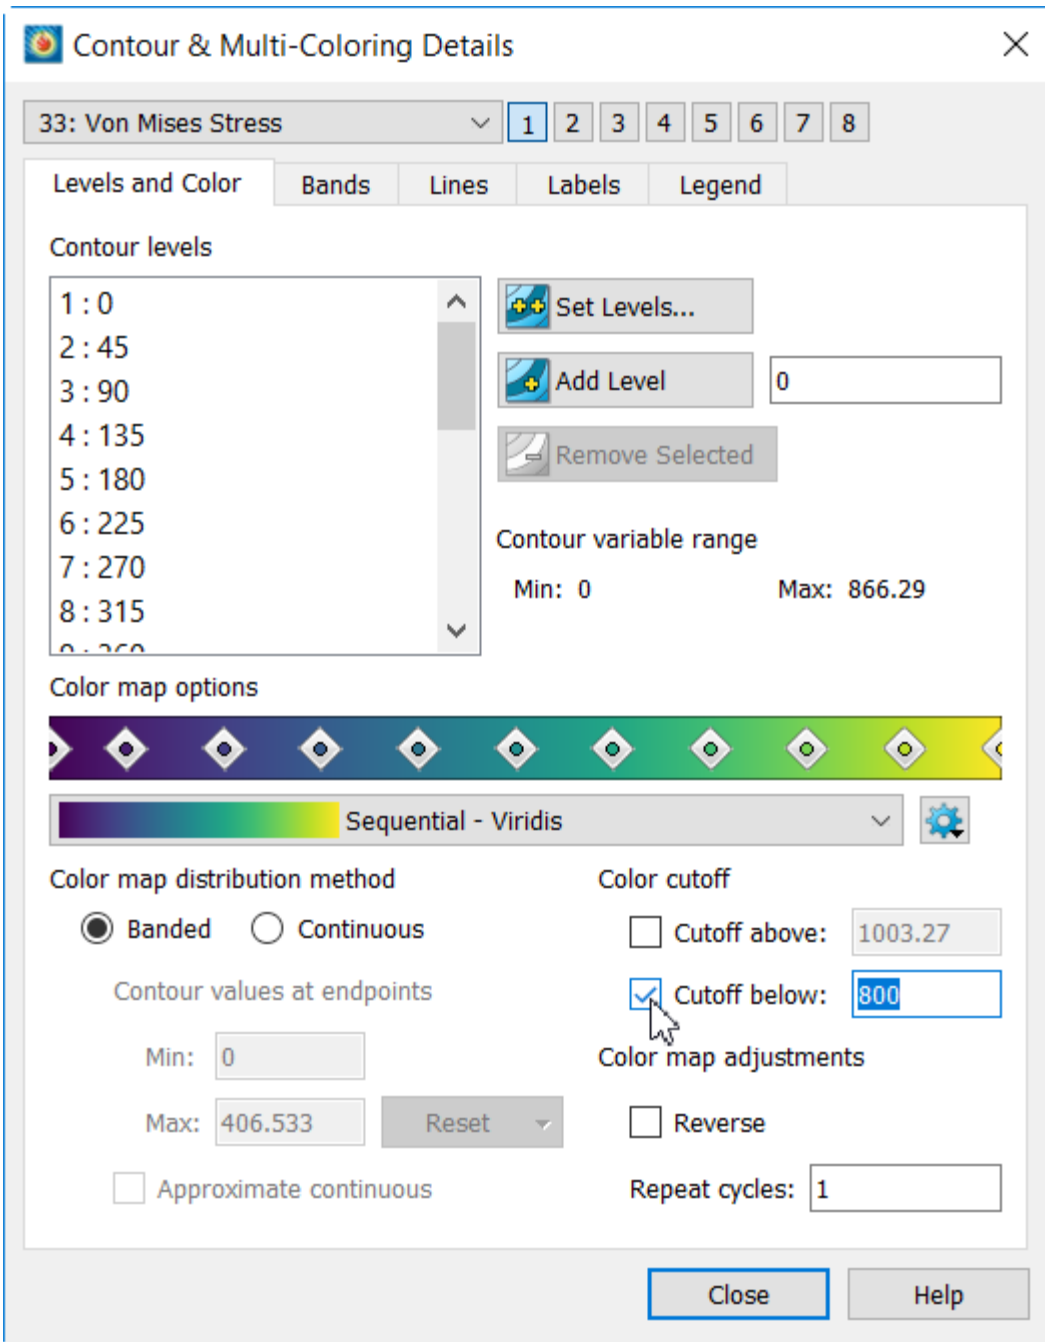 Contour & Multi-Coloring Details
33: Von Mises Stress 1 2 3 4 5 6 7 8
Levels and Color Bands Lines Labels Legend
Contour levels
1 : 0
2 : 45
3 : 90
4 : 135
5 : 180
6 : 225
7 : 270
8 : 315
Set Levels...
Add Level 0
Remove Selected
Contour variable range
Min: 0 Max: 866.29
Color map options
Sequential - Viridis
Color map distribution method
Banded Continuous
Contour values at endpoints
Min: 0
Max: 406.533 Reset
Approximate continuous
Color cutoff
Cutoff above: 1003.27
Cutoff below: 800
Color map adjustments
Reverse
Repeat cycles: 1
Close Help